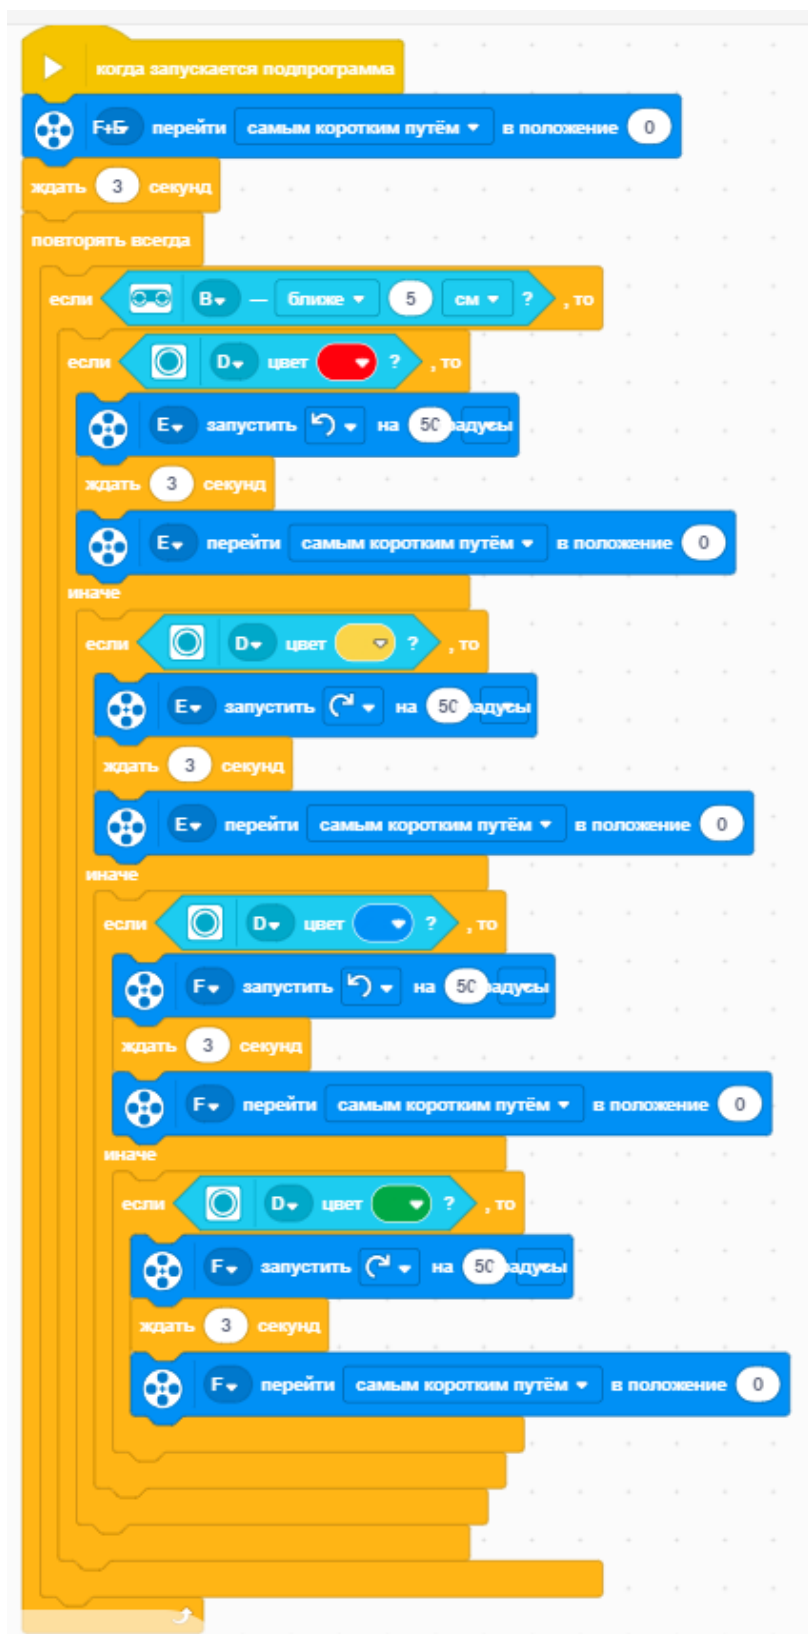 когда запускается подпрограмма
F+Б перейти самым коротким путём в положение 0
ждать 3 секунд
повторять всегда
если B — ближе 5 см ? , то
если D цвет ? , то
E запустить на 50 адусы
ждать 3 секунд
E перейти самым коротким путём в положение 0
иначе
если D цвет ? , то
E запустить на 50 адусы
ждать 3 секунд
E перейти самым коротким путём в положение 0
иначе
если D цвет ? , то
F запустить на 50 адусы
ждать 3 секунд
F перейти самым коротким путём в положение 0
иначе
если D цвет ? , то
F запустить на 50 адусы
ждать 3 секунд
F перейти самым коротким путём в положение 0